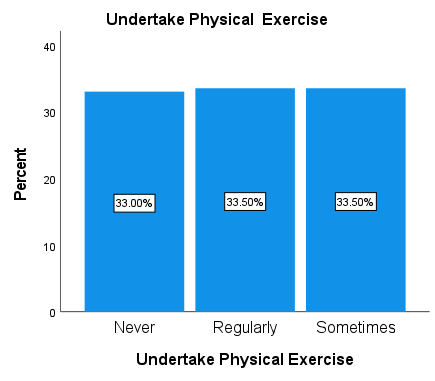 Undertake Physical Exercise
Percent
40
30
20
10
0
33.00%
33.50%
33.50%
Never
Regularly
Sometimes
Undertake Physical Exercise